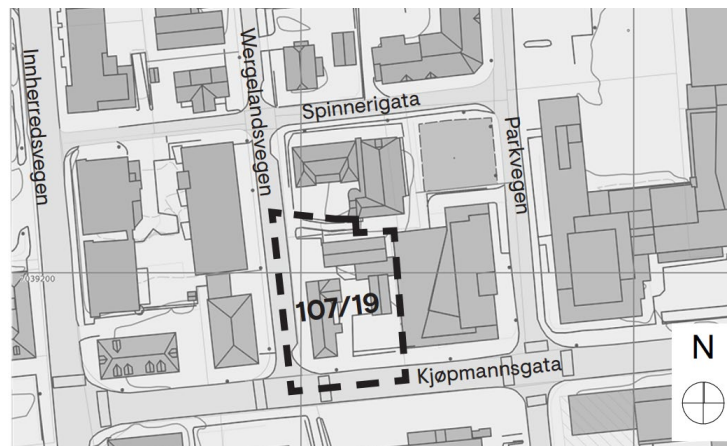 Innherredsvegen
Wergelandsvegen
Spinnerigata
Parkvegen
107/19
Kjøpmannsgata
N